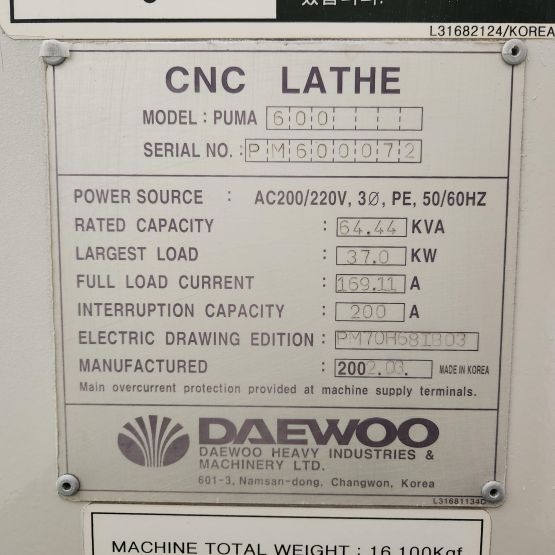 L31682124/KOREA
CNC LATHE
MODEL : PUMA 600
SERIAL NO. : PM600072
POWER SOURCE : AC200/220V, 3Ø, PE, 50/60HZ
RATED CAPACITY : 64.44 KVA
LARGEST LOAD : 37.0 KW
FULL LOAD CURRENT : 169.11 A
INTERRUPTION CAPACITY : 200 A
ELECTRIC DRAWING EDITION :
MANUFACTURED : 2002.03. MADE IN KOREA
Main overcurrent protection provided at machine supply terminals.
DAEWOO
DAEWOO HEAVY INDUSTRIES &
MACHINERY LTD.
601-3, Namsan-dong, Changwon, Korea
MACHINE TOTAL WEIGHT : 16,100Kgf